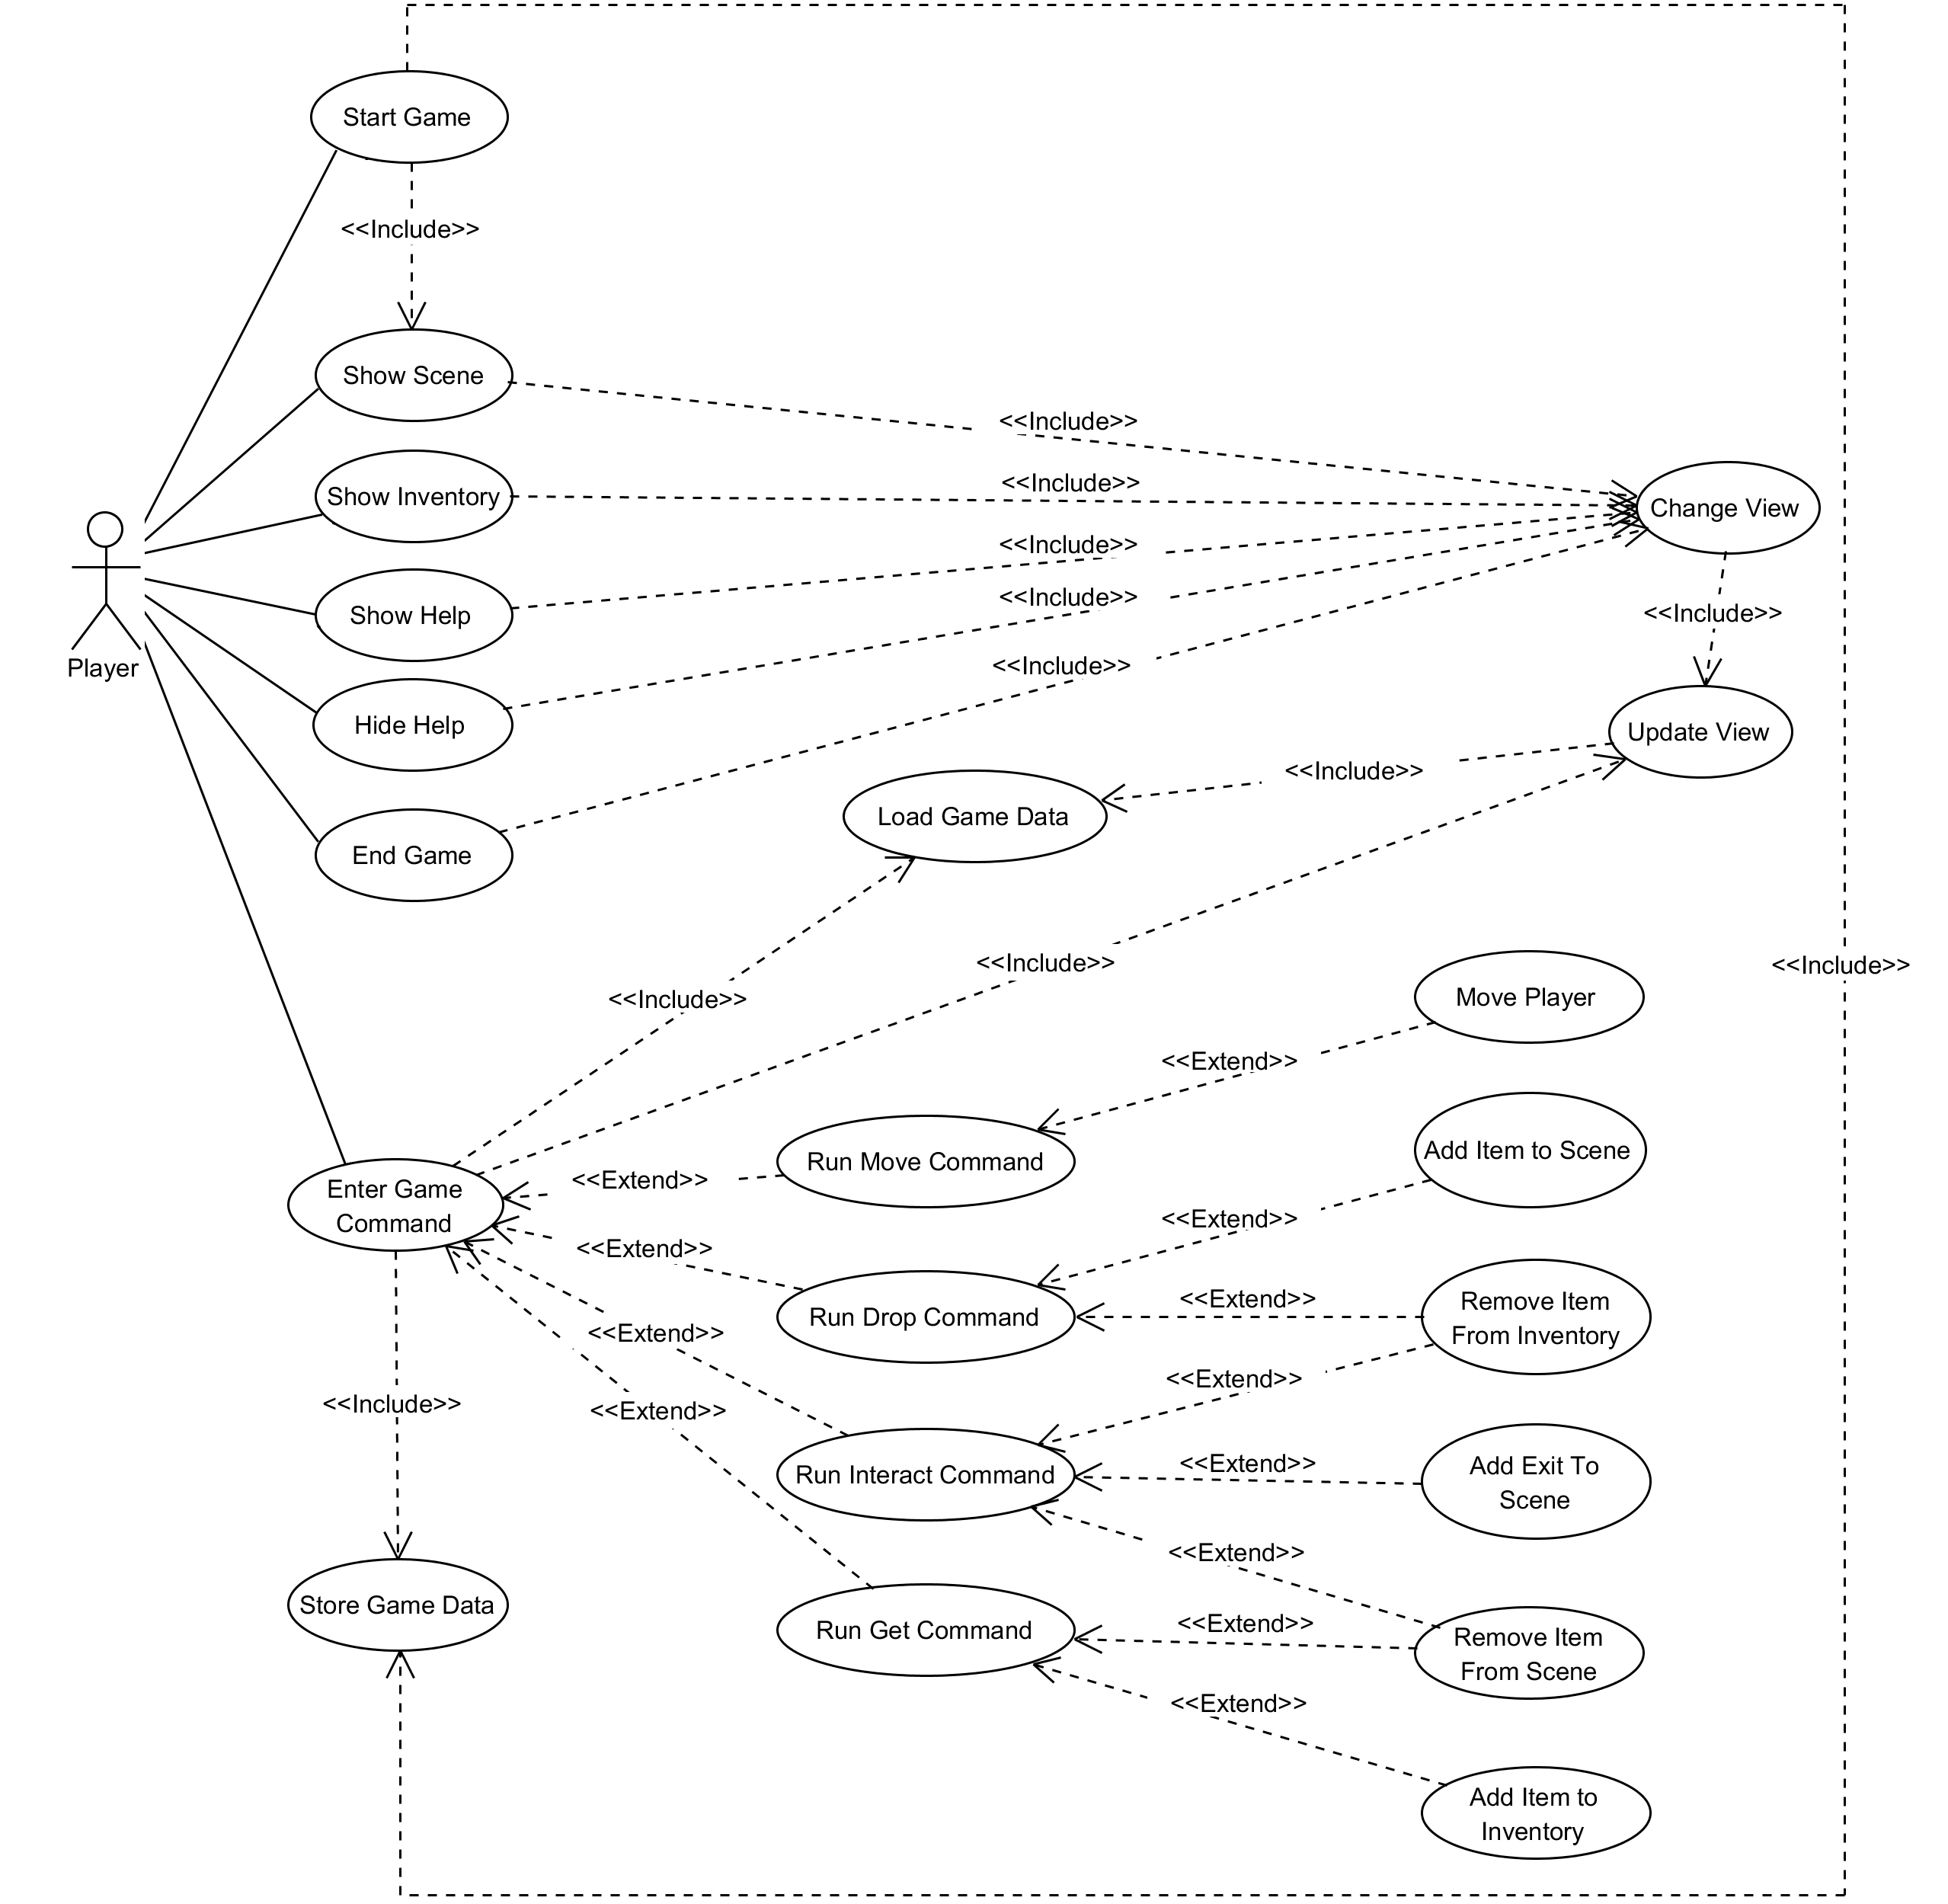 Start Game
<<Include>>
Show Scene
<<Include>>
Show Inventory
<<Include>>
Change View
<<Include>>
Show Help
<<Include>>
<<Include>>
Player
<<Include>>
Hide Help
Update View
<<Include>>
Load Game Data
End Game
<<Include>>
<<Include>>
<<Include>>
Move Player
<<Extend>>
Add Item to Scene
Run Move Command
<<Extend>>
Enter Game
Command
<<Extend>>
<<Extend>>
Run Drop Command
<<Extend>>
Remove Item
From Inventory
<<Extend>>
<<Extend>>
<<Include>>
<<Extend>>
Run Interact Command
<<Extend>>
Add Exit To
Scene
<<Extend>>
Store Game Data
Run Get Command
<<Extend>>
Remove Item
From Scene
<<Extend>>
Add Item to
Inventory